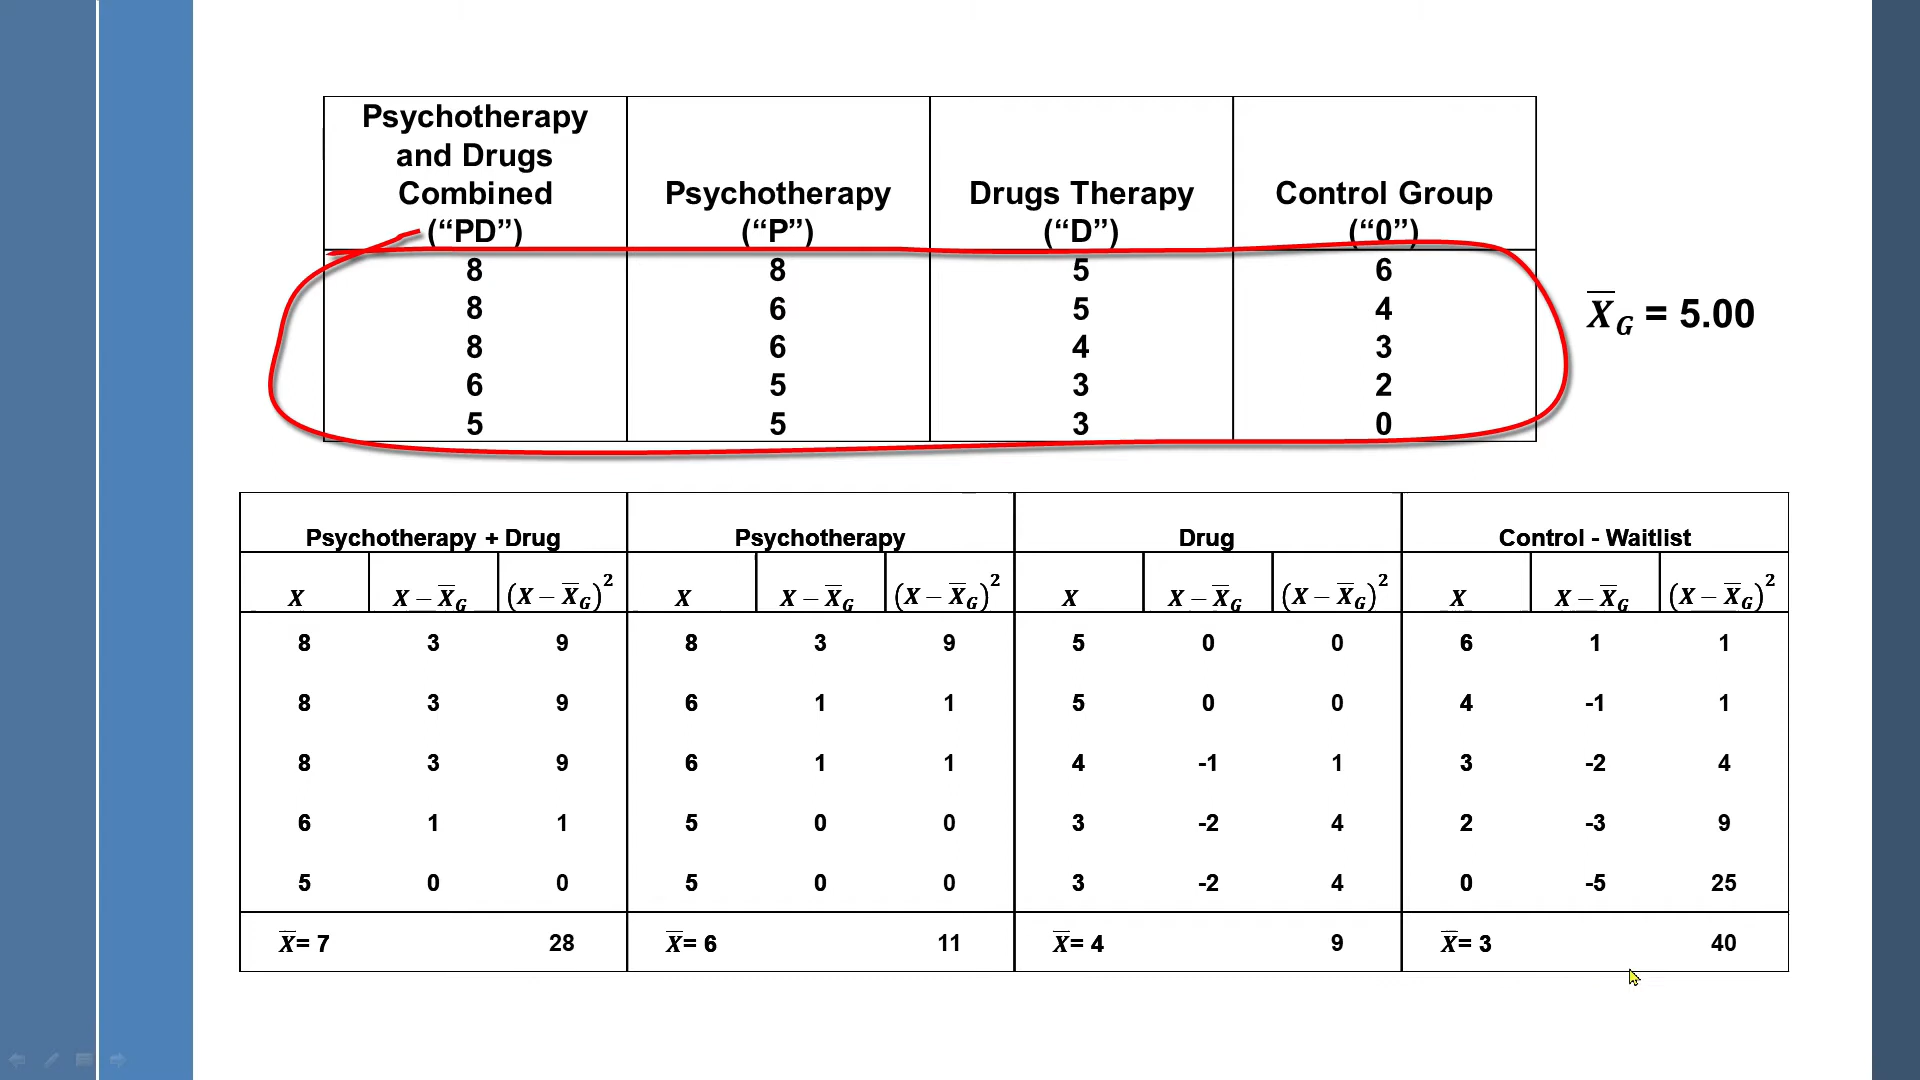 Psychotherapy
and Drugs
Combined
(“PD”)
Psychotherapy
(“P”)
Drugs Therapy
(“D”)
Control Group
(“0”)
8 8 5 6
8 6 5 4
8 6 4 3
6 5 3 2
5 5 3 0
X̅G = 5.00
Psychotherapy + Drug Psychotherapy Drug Control - Waitlist
X X – X̅G (X – X̅G)² X X – X̅G (X – X̅G)² X X – X̅G (X – X̅G)² X X – X̅G (X – X̅G)²
8 3 9 8 3 9 5 0 0 6 1 1
8 3 9 6 1 1 5 0 0 4 -1 1
8 3 9 6 1 1 4 -1 1 3 -2 4
6 1 1 5 0 0 3 -2 4 2 -3 9
5 0 0 5 0 0 3 -2 4 0 -5 25
X̅= 7 28 X̅= 6 11 X̅= 4 9 X̅= 3 40